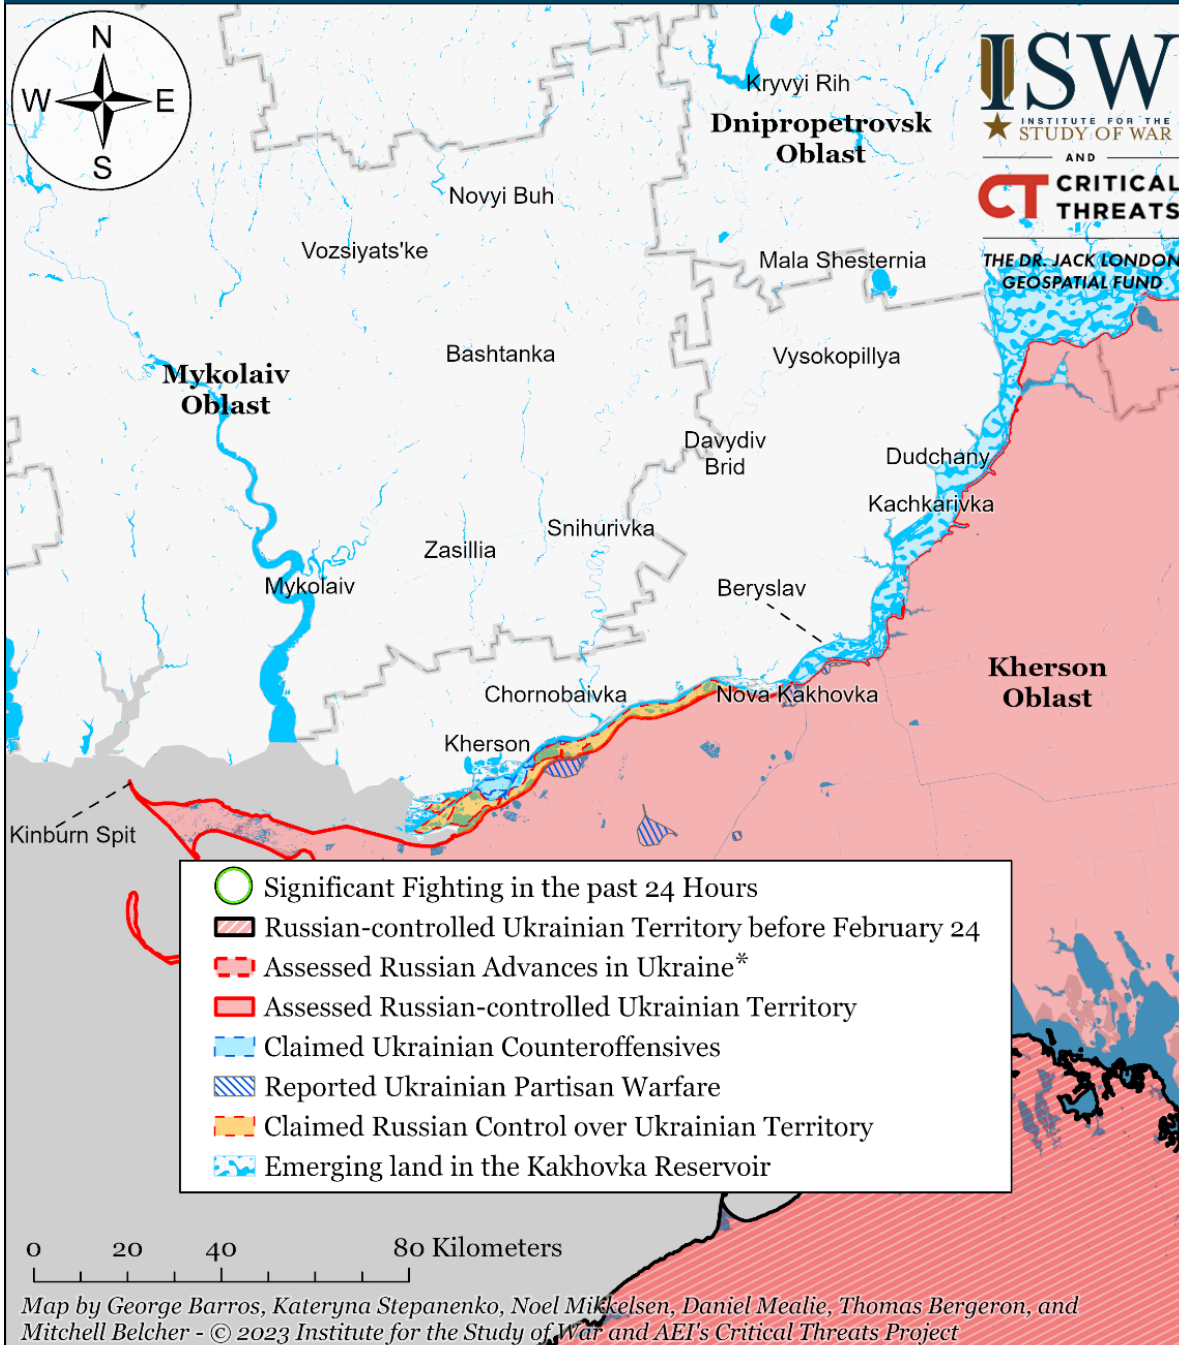 N
W
E
S
ISW
INSTITUTE FOR THE
STUDY OF WAR
AND
CT CRITICAL
THREATS
THE DR. JACK LONDON
GEOSPATIAL FUND
Kryvyi Rih
Dnipropetrovsk
Oblast
Novyi Buh
Vozsiyats'ke
Mala Shesternia
Bashtanka
Vysokopillya
Mykolaiv
Oblast
Davydiv
Brid
Dudchany
Kachkarivka
Snihurivka
Zasillia
Mykolaiv
Beryslav
Kherson
Oblast
Chornobaivka
Nova Kakhovka
Kherson
Kinburn Spit
Significant Fighting in the past 24 Hours
Russian-controlled Ukrainian Territory before February 24
Assessed Russian Advances in Ukraine*
Assessed Russian-controlled Ukrainian Territory
Claimed Ukrainian Counteroffensives
Reported Ukrainian Partisan Warfare
Claimed Russian Control over Ukrainian Territory
Emerging land in the Kakhovka Reservoir
0 20 40 80 Kilometers
Map by George Barros, Kateryna Stepanenko, Noel Mikkelsen, Daniel Mealie, Thomas Bergeron, and
Mitchell Belcher - © 2023 Institute for the Study of War and AEI's Critical Threats Project